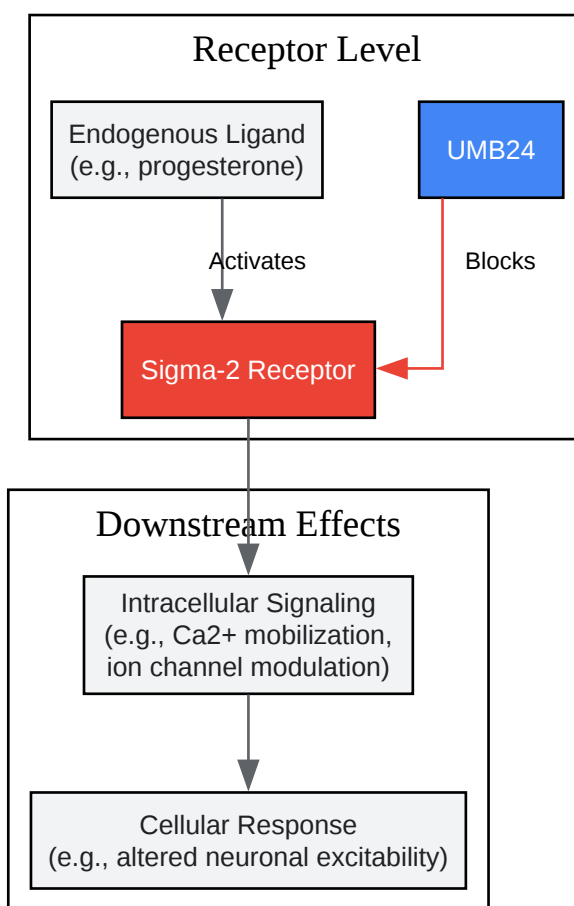 Receptor Level
Endogenous Ligand
(e.g., progesterone)
UMB24
Activates
Blocks
Sigma-2 Receptor
Downstream Effects
Intracellular Signaling
(e.g., Ca2+ mobilization,
ion channel modulation)
Cellular Response
(e.g., altered neuronal excitability)